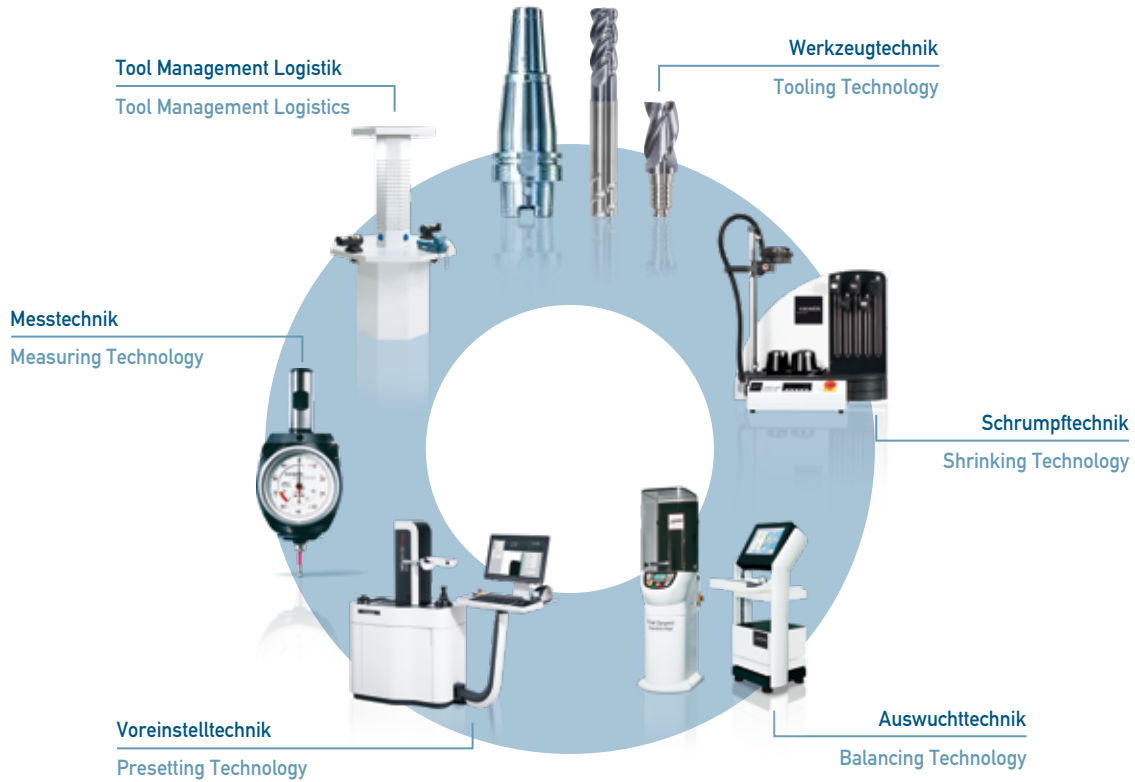 Tool Management Logistik
Tool Management Logistics
Werkzeugtechnik
Tooling Technology
Messtechnik
Measuring Technology
Schrumpftechnik
Shrinking Technology
Voreinstelltechnik
Presetting Technology
Auswuchttechnik
Balancing Technology